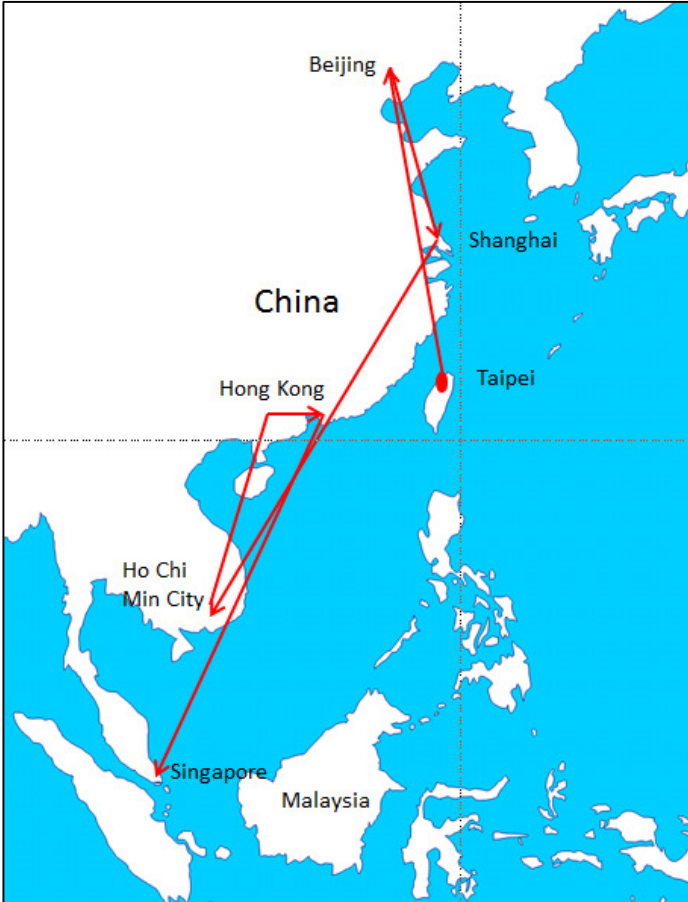 Beijing
Shanghai
China
Taipei
Hong Kong
Ho Chi
Min City
Singapore
Malaysia